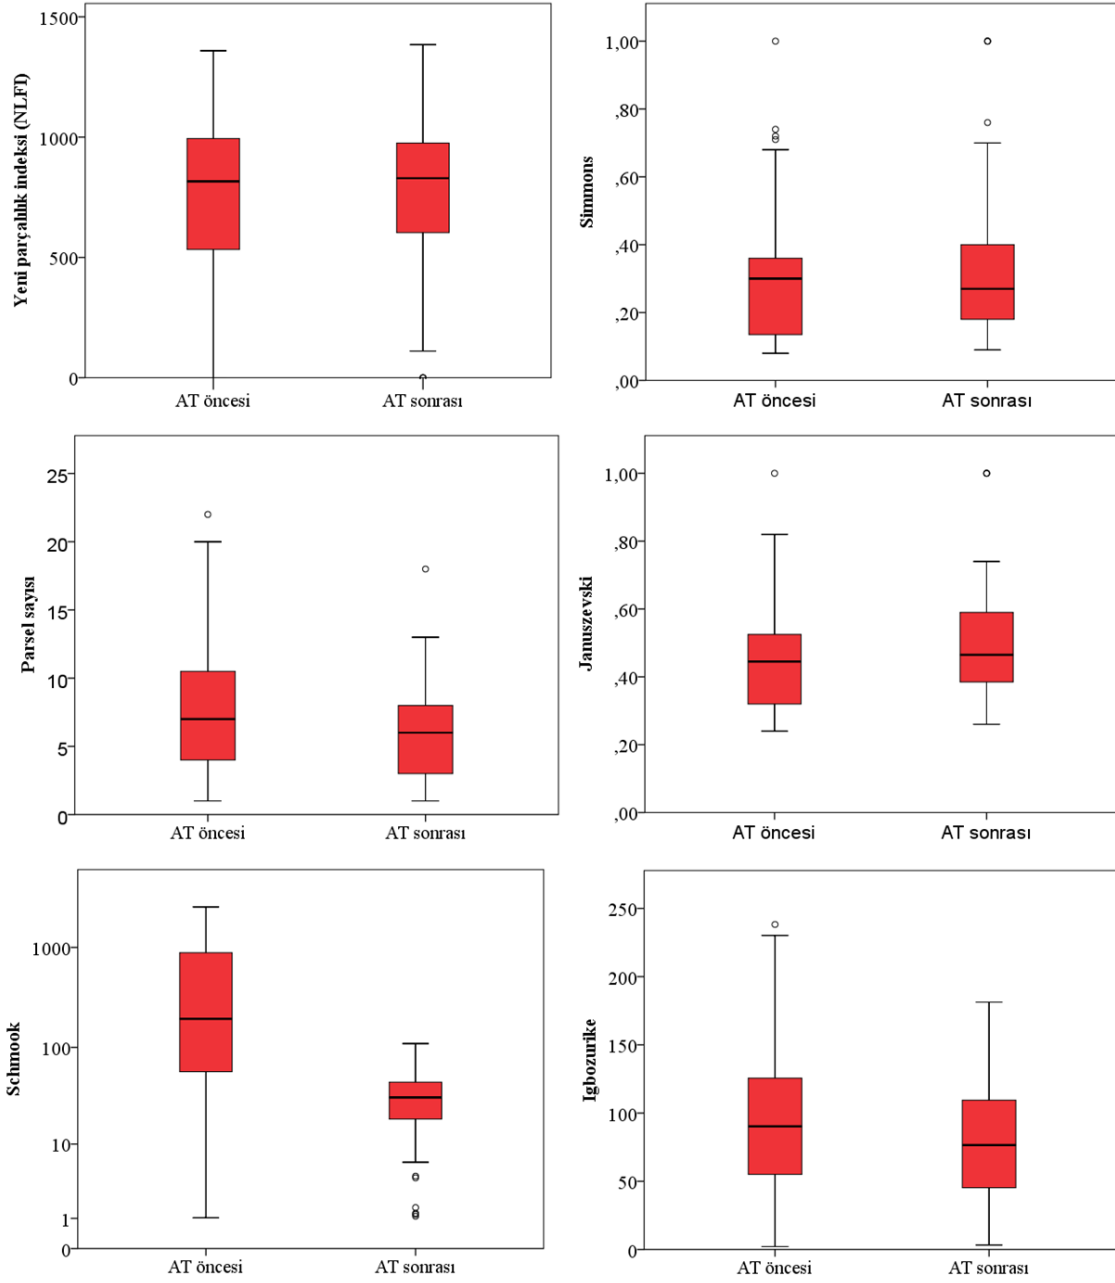 Yeni parçalılık indeksi (NLFI)
1500
1000
500
0
AT öncesi
AT sonrası
Simmons
1,00
,80
,60
,40
,20
,00
AT öncesi
AT sonrası
Parsel sayısı
25
20
15
10
5
0
AT öncesi
AT sonrası
Januszevski
1,00
,80
,60
,40
,20
,00
AT öncesi
AT sonrası
Schmook
1000
100
10
1
0
AT öncesi
AT sonrası
Igbozurike
250
200
150
100
50
0
AT öncesi
AT sonrası